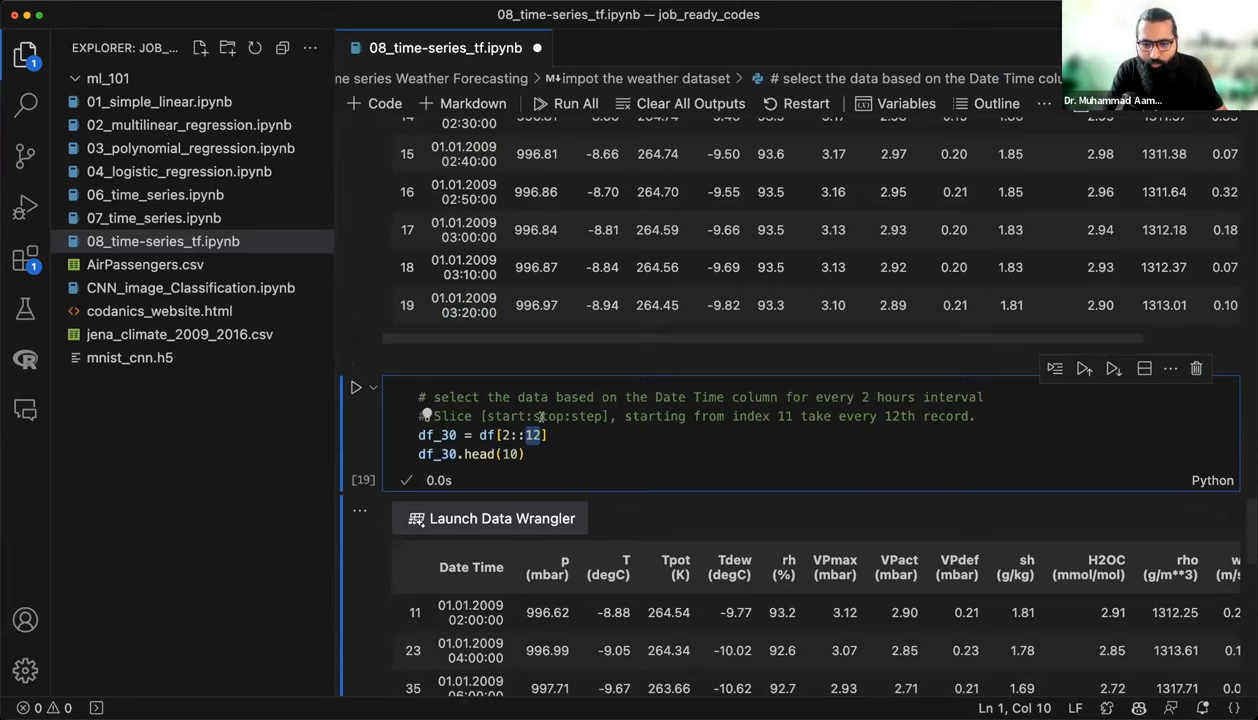 08_time-series_tf.ipynb — job_ready_codes
EXPLORER: JOB_...
08_time-series_tf.ipynb
me series Weather Forecasting > impot the weather dataset > # select the data based on the Date Time colu
Dr. Muhammad Aam...
+ Code + Markdown Run All Clear All Outputs Restart Variables Outline ...
ml_101
01_simple_linear.ipynb
02_multilinear_regression.ipynb
03_polynomial_regression.ipynb
04_logistic_regression.ipynb
06_time_series.ipynb
07_time_series.ipynb
08_time-series_tf.ipynb
AirPassengers.csv
CNN_image_Classification.ipynb
codanics_website.html
jena_climate_2009_2016.csv
mnist_cnn.h5
1
1
02:30:00
15 01.01.2009 02:40:00 996.81 -8.66 264.74 -9.50 93.6 3.17 2.97 0.20 1.85 2.98 1311.38 0.07
16 01.01.2009 02:50:00 996.86 -8.70 264.70 -9.55 93.5 3.16 2.95 0.21 1.85 2.96 1311.64 0.32
17 01.01.2009 03:00:00 996.84 -8.81 264.59 -9.66 93.5 3.13 2.93 0.20 1.83 2.94 1312.18 0.18
18 01.01.2009 03:10:00 996.87 -8.84 264.56 -9.69 93.5 3.13 2.92 0.20 1.83 2.93 1312.37 0.07
19 01.01.2009 03:20:00 996.97 -8.94 264.45 -9.82 93.3 3.10 2.89 0.21 1.81 2.90 1313.01 0.10
# select the data based on the Date Time column for every 2 hours interval
Slice [start:stop:step], starting from index 11 take every 12th record.
df_30 = df[2::12]
df_30.head(10)
[19] 0.0s Python
Launch Data Wrangler
Date Time p (mbar) T (degC) Tpot (K) Tdew (degC) rh (%) VPmax (mbar) VPact (mbar) VPdef (mbar) sh (g/kg) H2OC (mmol/mol) rho (g/m**3) w (m/s
11 01.01.2009 02:00:00 996.62 -8.88 264.54 -9.77 93.2 3.12 2.90 0.21 1.81 2.91 1312.25 0.2
23 01.01.2009 04:00:00 996.99 -9.05 264.34 -10.02 92.6 3.07 2.85 0.23 1.78 2.85 1313.61 0.1
35 01.01.2009 06:00:00 997.71 -9.67 263.66 -10.62 92.7 2.93 2.71 0.21 1.69 2.72 1317.71
0 0 Ln 1, Col 10 LF